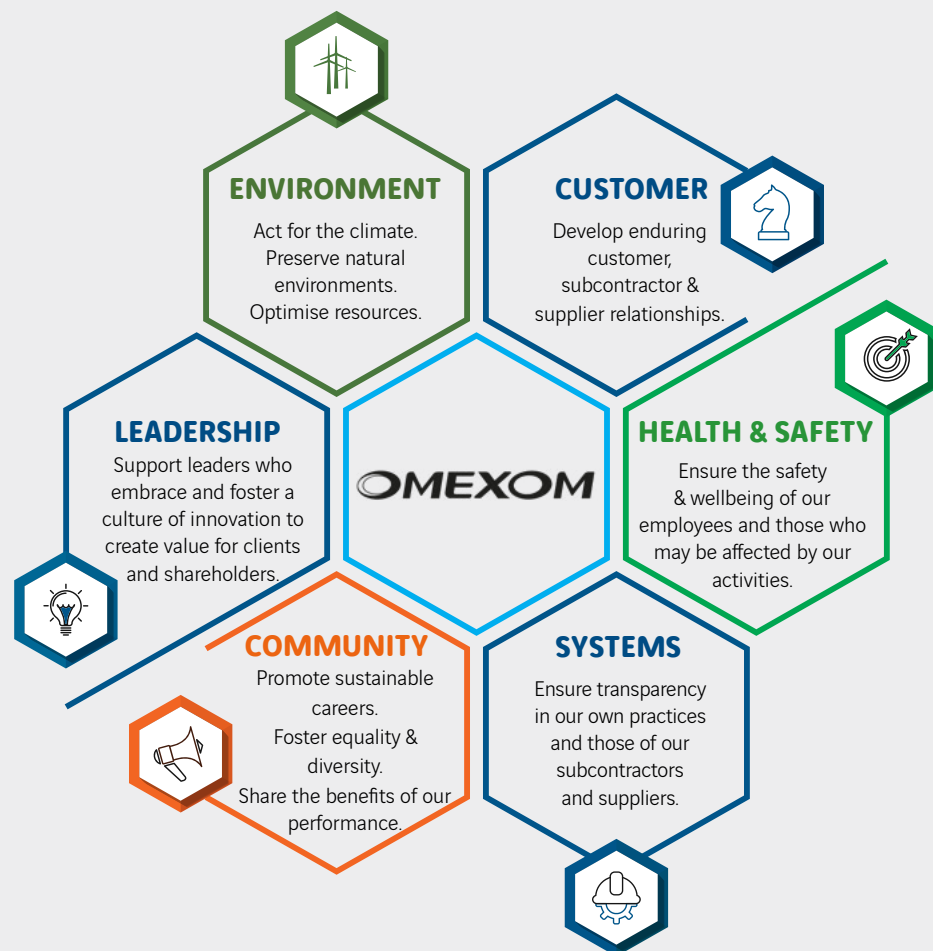 ENVIRONMENT
Act for the climate.
Preserve natural
environments.
Optimise resources.
CUSTOMER
Develop enduring
customer,
subcontractor &
supplier relationships.
LEADERSHIP
Support leaders who
embrace and foster a
culture of innovation to
create value for clients
and shareholders.
OMEXOM
HEALTH & SAFETY
Ensure the safety
& wellbeing of our
employees and those who
may be affected by our
activities.
COMMUNITY
Promote sustainable
careers.
Foster equality &
diversity.
Share the benefits of our
performance.
SYSTEMS
Ensure transparency
in our own practices
and those of our
subcontractors
and suppliers.